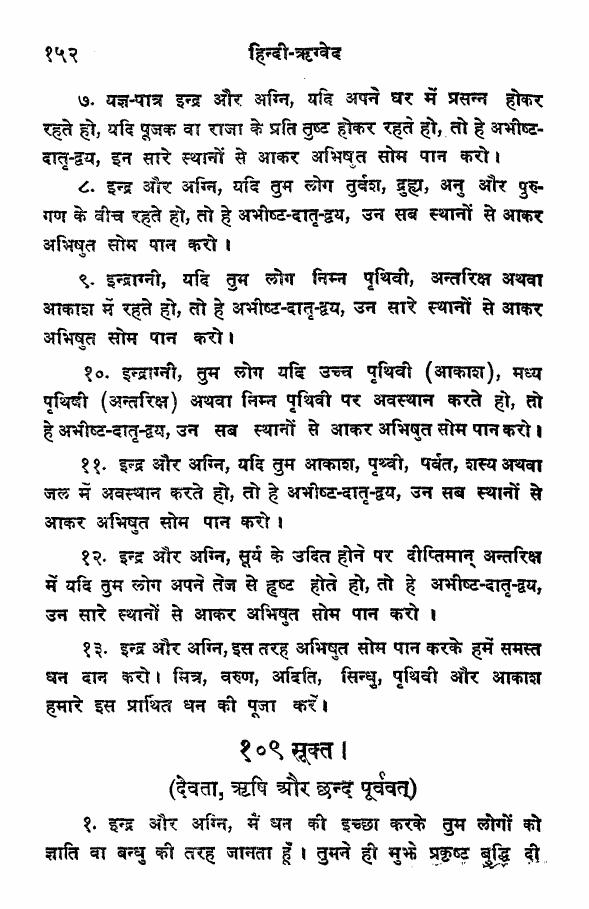 १५२ हिन्दी-ऋग्वेद
७. यज्ञ-पात्र इन्द्र और अग्नि, यदि अपने घर में प्रसन्न होकर
रहते हो, यदि पूजक वा राजा के प्रति तुष्ट होकर रहते हो, तो हे अभीष्ट-
दातृ-द्वय, इन सारे स्थानों से आकर अभिषुत सोम पान करो।
८. इन्द्र और अग्नि, यदि तुम लोग तुर्वश, द्रुह्य, अनु और पुरु-
गण के बीच रहते हो, तो हे अभीष्ट-दातृ-द्वय, उन सब स्थानों से आकर
अभिषुत सोम पान करो।
९. इन्द्राग्नी, यदि तुम लोग निम्न पृथिवी, अन्तरिक्ष अथवा
आकाश में रहते हो, तो हे अभीष्ट-दातृ-द्वय, उन सारे स्थानों से आकर
अभिषुत सोम पान करो।
१०. इन्द्राग्नी, तुम लोग यदि उच्च पृथिवी (आकाश), मध्य
पृथिवी (अन्तरिक्ष) अथवा निम्न पृथिवी पर अवस्थान करते हो, तो
हे अभीष्ट-दातृ-द्वय, उन सब स्थानों से आकर अभिषुत सोम पान करो।
११. इन्द्र और अग्नि, यदि तुम आकाश, पृथ्वी, पर्वत, शस्य अथवा
जल में अवस्थान करते हो, तो हे अभीष्ट-दातृ-द्वय, उन सब स्थानों से
आकर अभिषुत सोम पान करो।
१२. इन्द्र और अग्नि, सूर्य के उदित होने पर दीप्तिमान् अन्तरिक्ष
में यदि तुम लोग अपने तेज से हृष्ट होते हो, तो हे अभीष्ट-दातृ-द्वय,
उन सारे स्थानों से आकर अभिषुत सोम पान करो ।
१३. इन्द्र और अग्नि, इस तरह अभिषुत सोम पान करके हमें समस्त
धन दान करो। मित्र, वरुण, अदिति, सिन्धु, पृथिवी और आकाश
हमारे इस प्रार्थित धन की पूजा करें।
१०९ सूक्त।
(देवता, ऋषि और छन्द पूर्ववत्)
१. इन्द्र और अग्नि, मैं धन की इच्छा करके तुम लोगों को
ज्ञाति वा बन्धु की तरह जानता हूँ। तुमने ही मुझे प्रकृष्ट बुद्धि दी